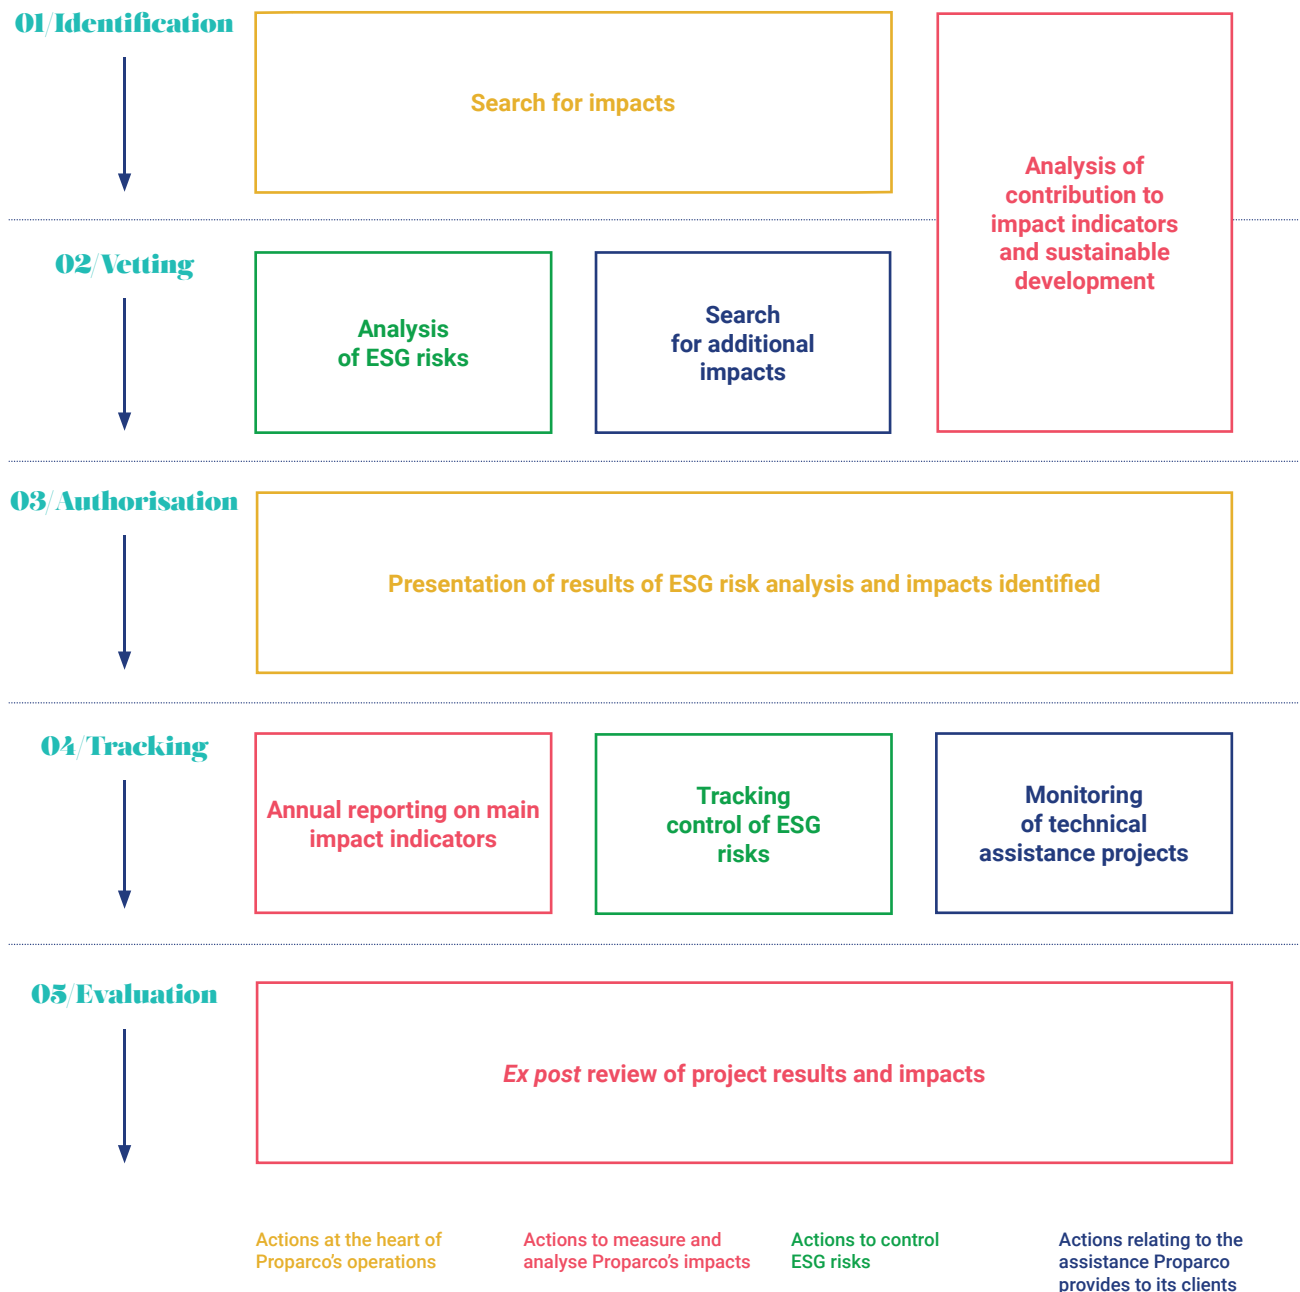 01/Identification
Search for impacts
Analysis of
contribution to
impact indicators
and sustainable
development
02/Vetting
Analysis
of ESG risks
Search
for additional
impacts
03/Authorisation
Presentation of results of ESG risk analysis and impacts identified
04/Tracking
Annual reporting on main
impact indicators
Tracking
control of ESG
risks
Monitoring
of technical
assistance projects
05/Evaluation
Ex post review of project results and impacts
Actions at the heart of
Proparco’s operations
Actions to measure and
analyse Proparco’s impacts
Actions to control
ESG risks
Actions relating to the
assistance Proparco
provides to its clients